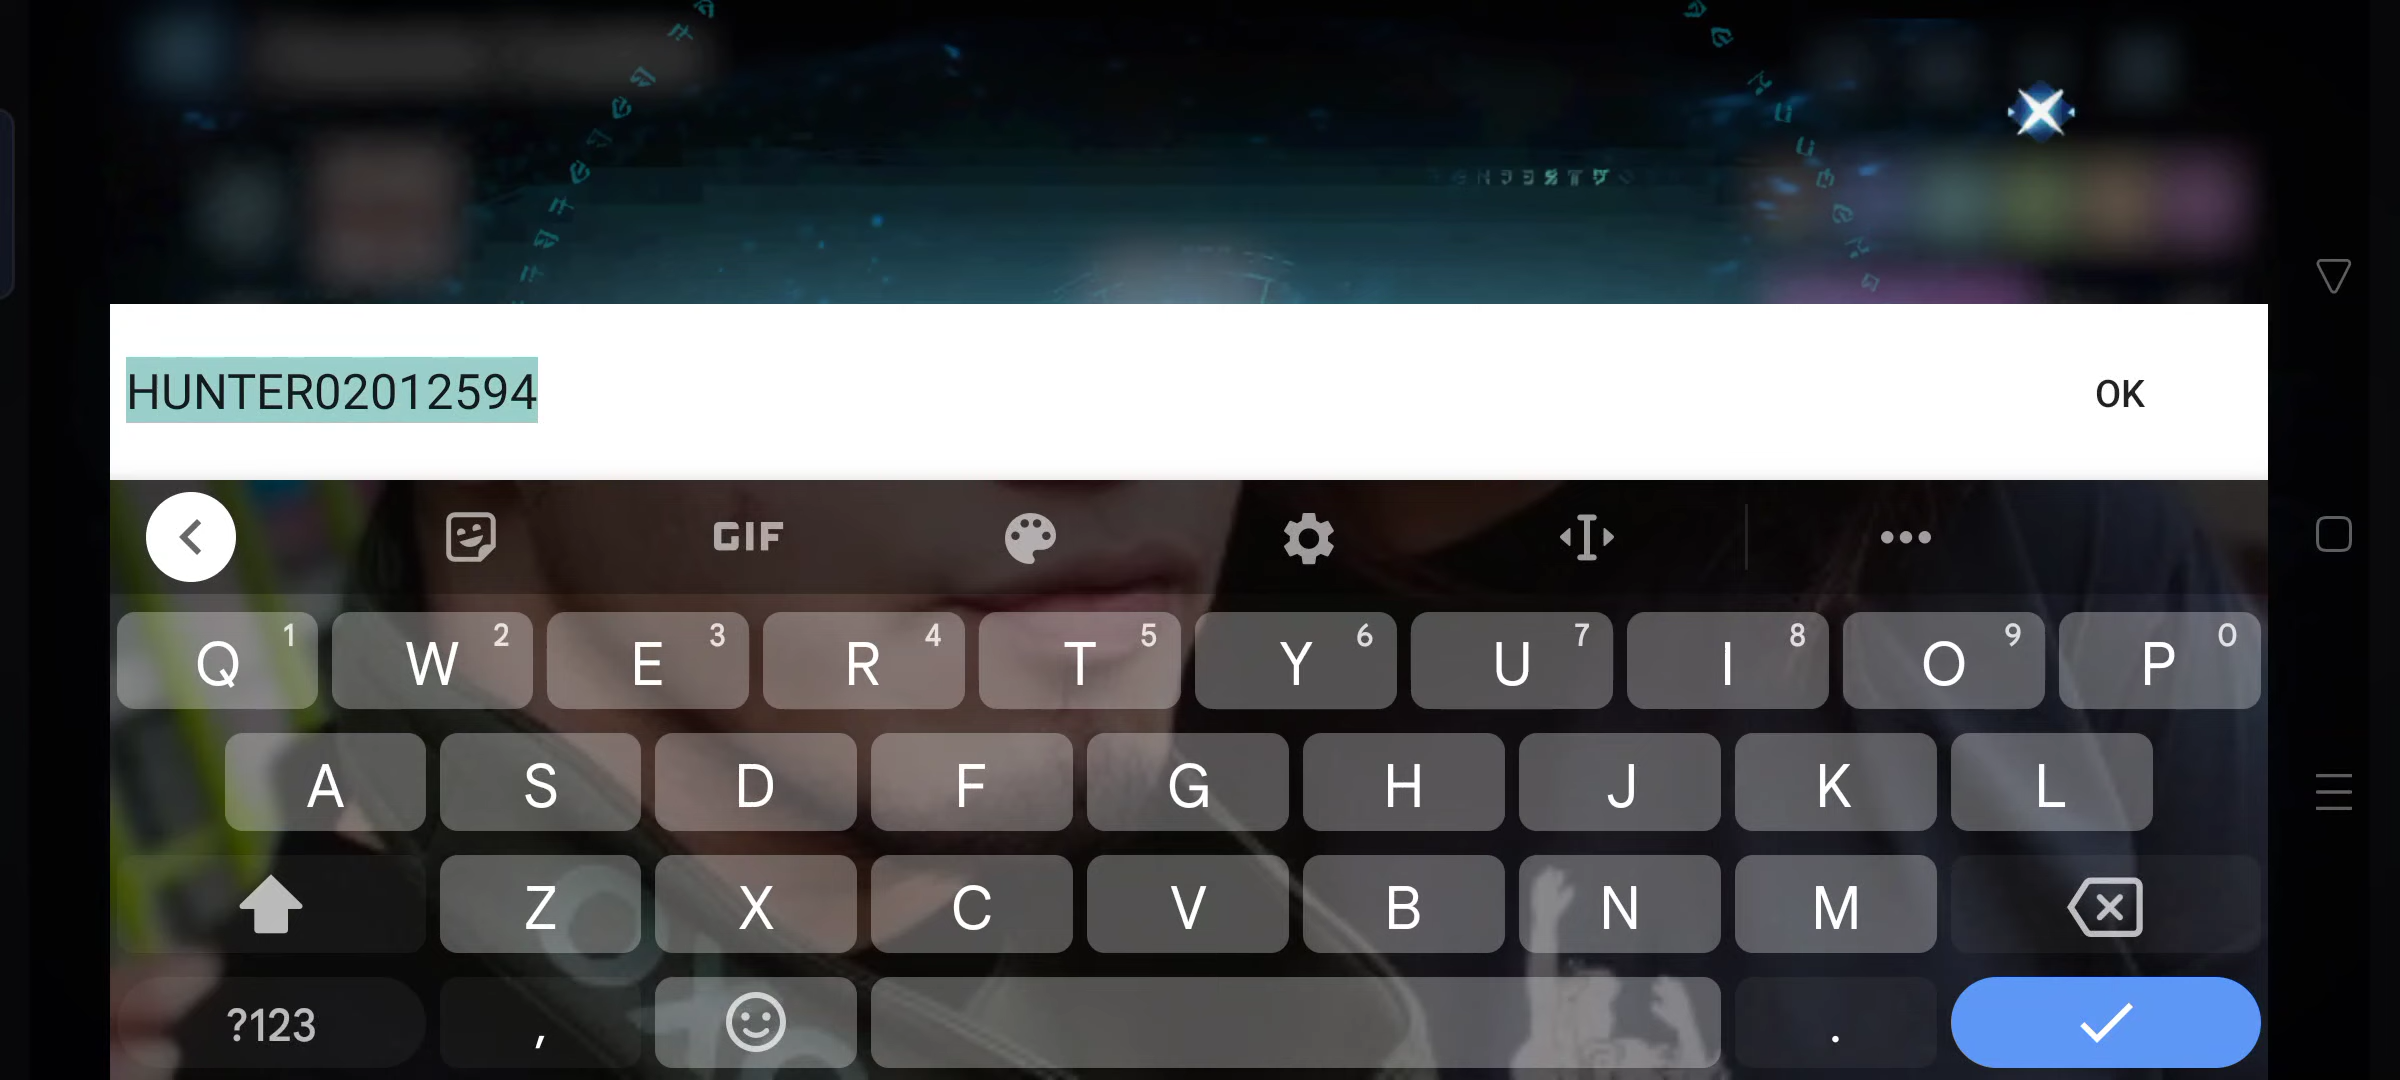 HUNTER02012594
OK
GIF
Q 1 W 2 E 3 R 4 T 5 Y 6 U 7 I 8 O 9 P 0
A S D F G H J K L
Z X C V B N M
?123 , .